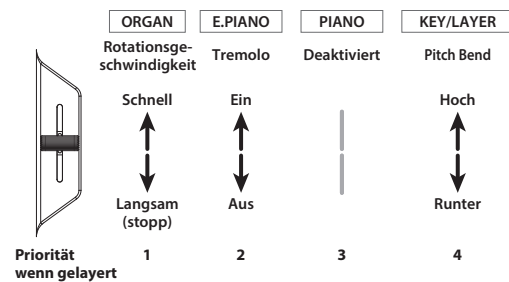 ORGAN E.PIANO PIANO KEY/LAYER
Rotationsge-
schwindigkeit Tremolo Deaktiviert Pitch Bend
Schnell Ein Hoch
Langsam Aus Runter
(stopp)
Priorität 1 2 3 4
wenn gelayert